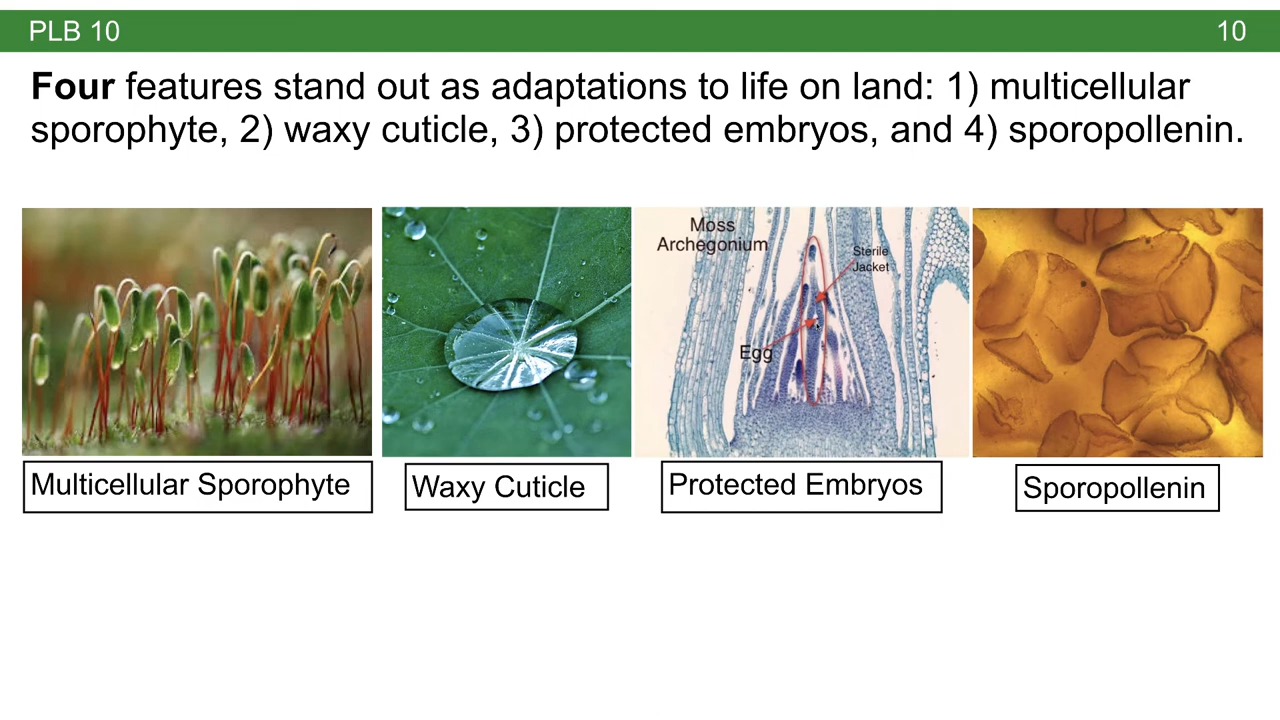 PLB 10
10
Four features stand out as adaptations to life on land: 1) multicellular
sporophyte, 2) waxy cuticle, 3) protected embryos, and 4) sporopollenin.
Moss
Archegonium
Sterile
Jacket
Egg
Multicellular Sporophyte
Waxy Cuticle
Protected Embryos
Sporopollenin